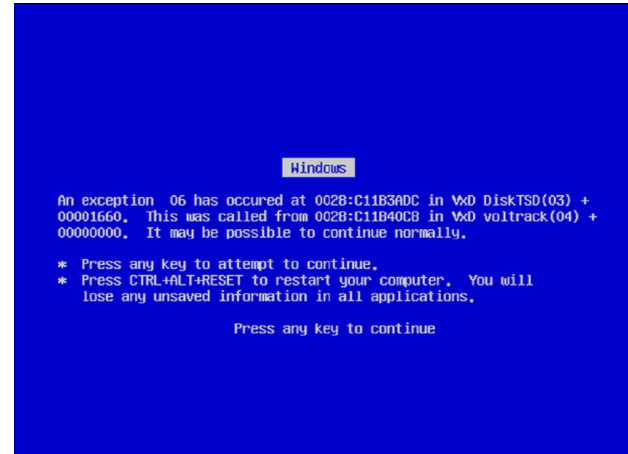 Windows
An exception 06 has occured at 0028:C11B3ADC in VxD DiskTSD(03) +
00001660. This was called from 0028:C11B40C8 in VxD voltrack(04) +
00000000. It may be possible to continue normally.
* Press any key to attempt to continue.
* Press CTRL+ALT+RESET to restart your computer. You will
lose any unsaved information in all applications.
Press any key to continue